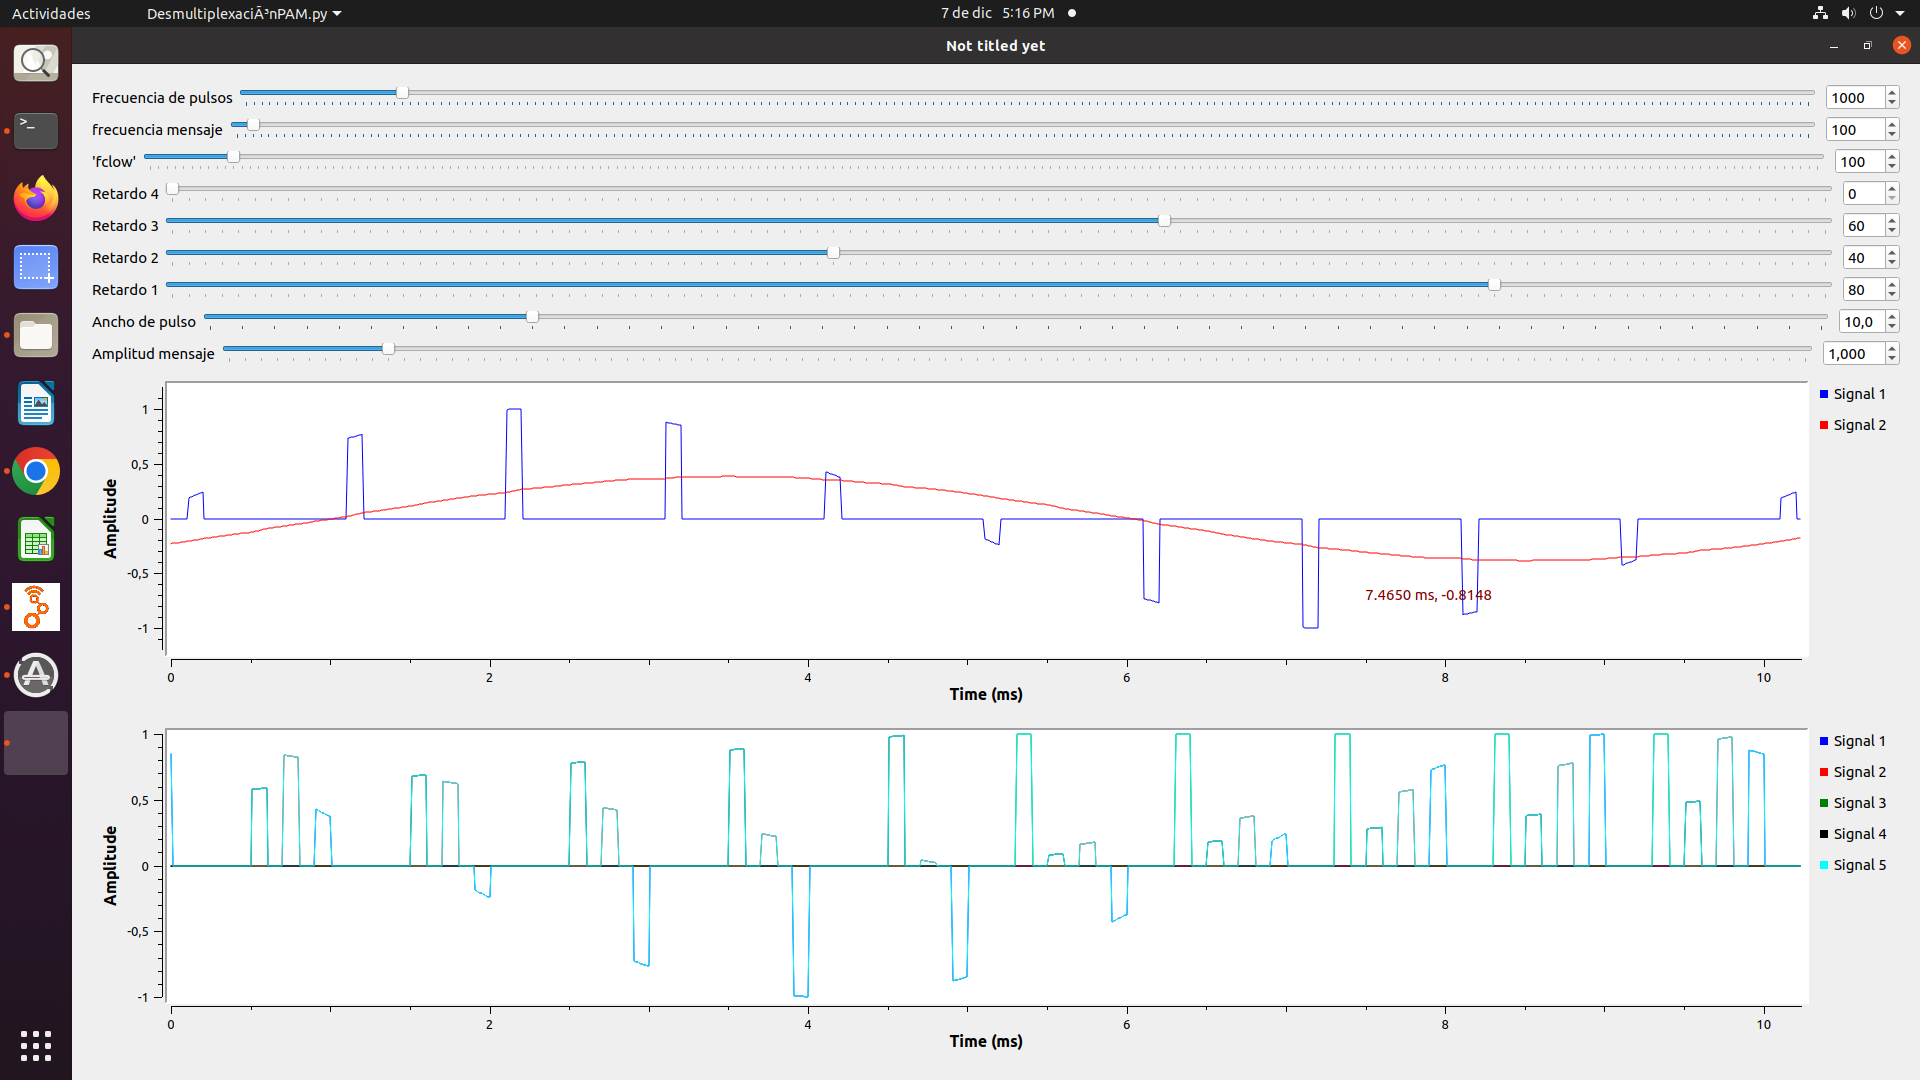 Actividades
DesmultiplexaciÃ³nPAM.py
7 de dic 5:16 PM
Not titled yet
Frecuencia de pulsos 1000
frecuencia mensaje 100
'fclow' 100
Retardo 4 0
Retardo 3 60
Retardo 2 40
Retardo 1 80
Ancho de pulso 10,0
Amplitud mensaje 1,000
Amplitude
1
0,5
0
-0,5
-1
7.4650 ms, -0.8148
0 2 4 6 8 10
Time (ms)
Signal 1
Signal 2
Amplitude
1
0,5
0
-0,5
-1
0 2 4 6 8 10
Time (ms)
Signal 1
Signal 2
Signal 3
Signal 4
Signal 5